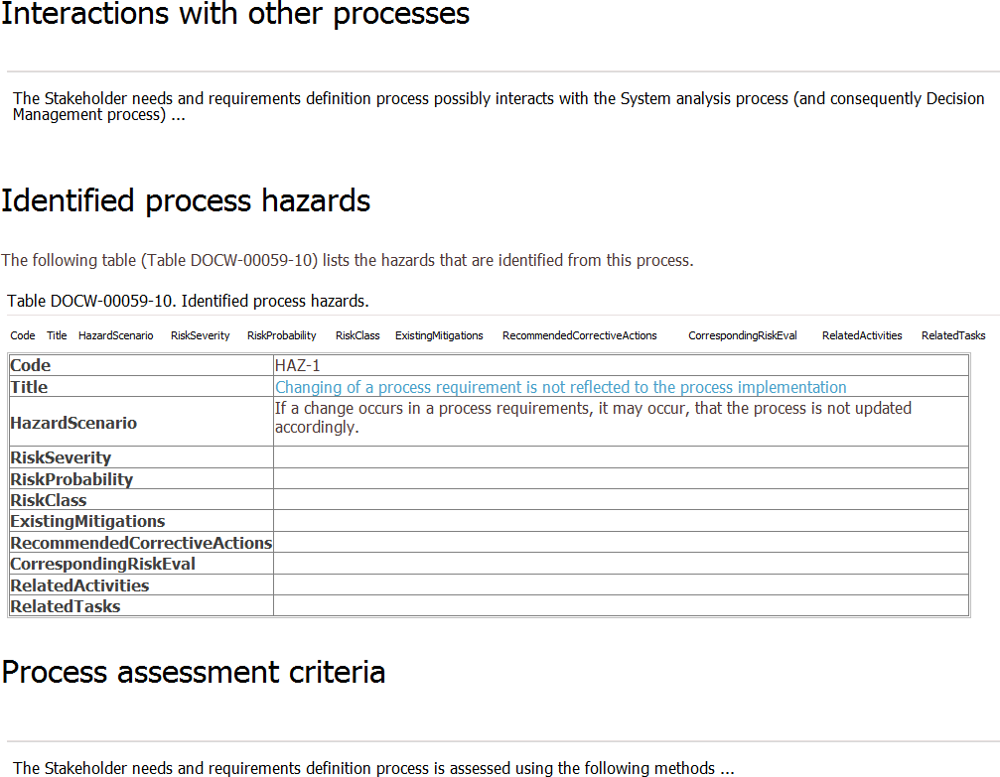 Interactions with other processes
The Stakeholder needs and requirements definition process possibly interacts with the System analysis process (and consequently Decision
Management process) ...
Identified process hazards
The following table (Table DOCW-00059-10) lists the hazards that are identified from this process.
Table DOCW-00059-10. Identified process hazards.
Code Title HazardScenario RiskSeverity RiskProbability RiskClass ExistingMitigations RecommendedCorrectiveActions CorrespondingRiskEval RelatedActivities RelatedTasks
Code HAZ-1
Title Changing of a process requirement is not reflected to the process implementation
HazardScenario If a change occurs in a process requirements, it may occur, that the process is not updated
accordingly.
RiskSeverity
RiskProbability
RiskClass
ExistingMitigations
RecommendedCorrectiveActions
CorrespondingRiskEval
RelatedActivities
RelatedTasks
Process assessment criteria
The Stakeholder needs and requirements definition process is assessed using the following methods ...